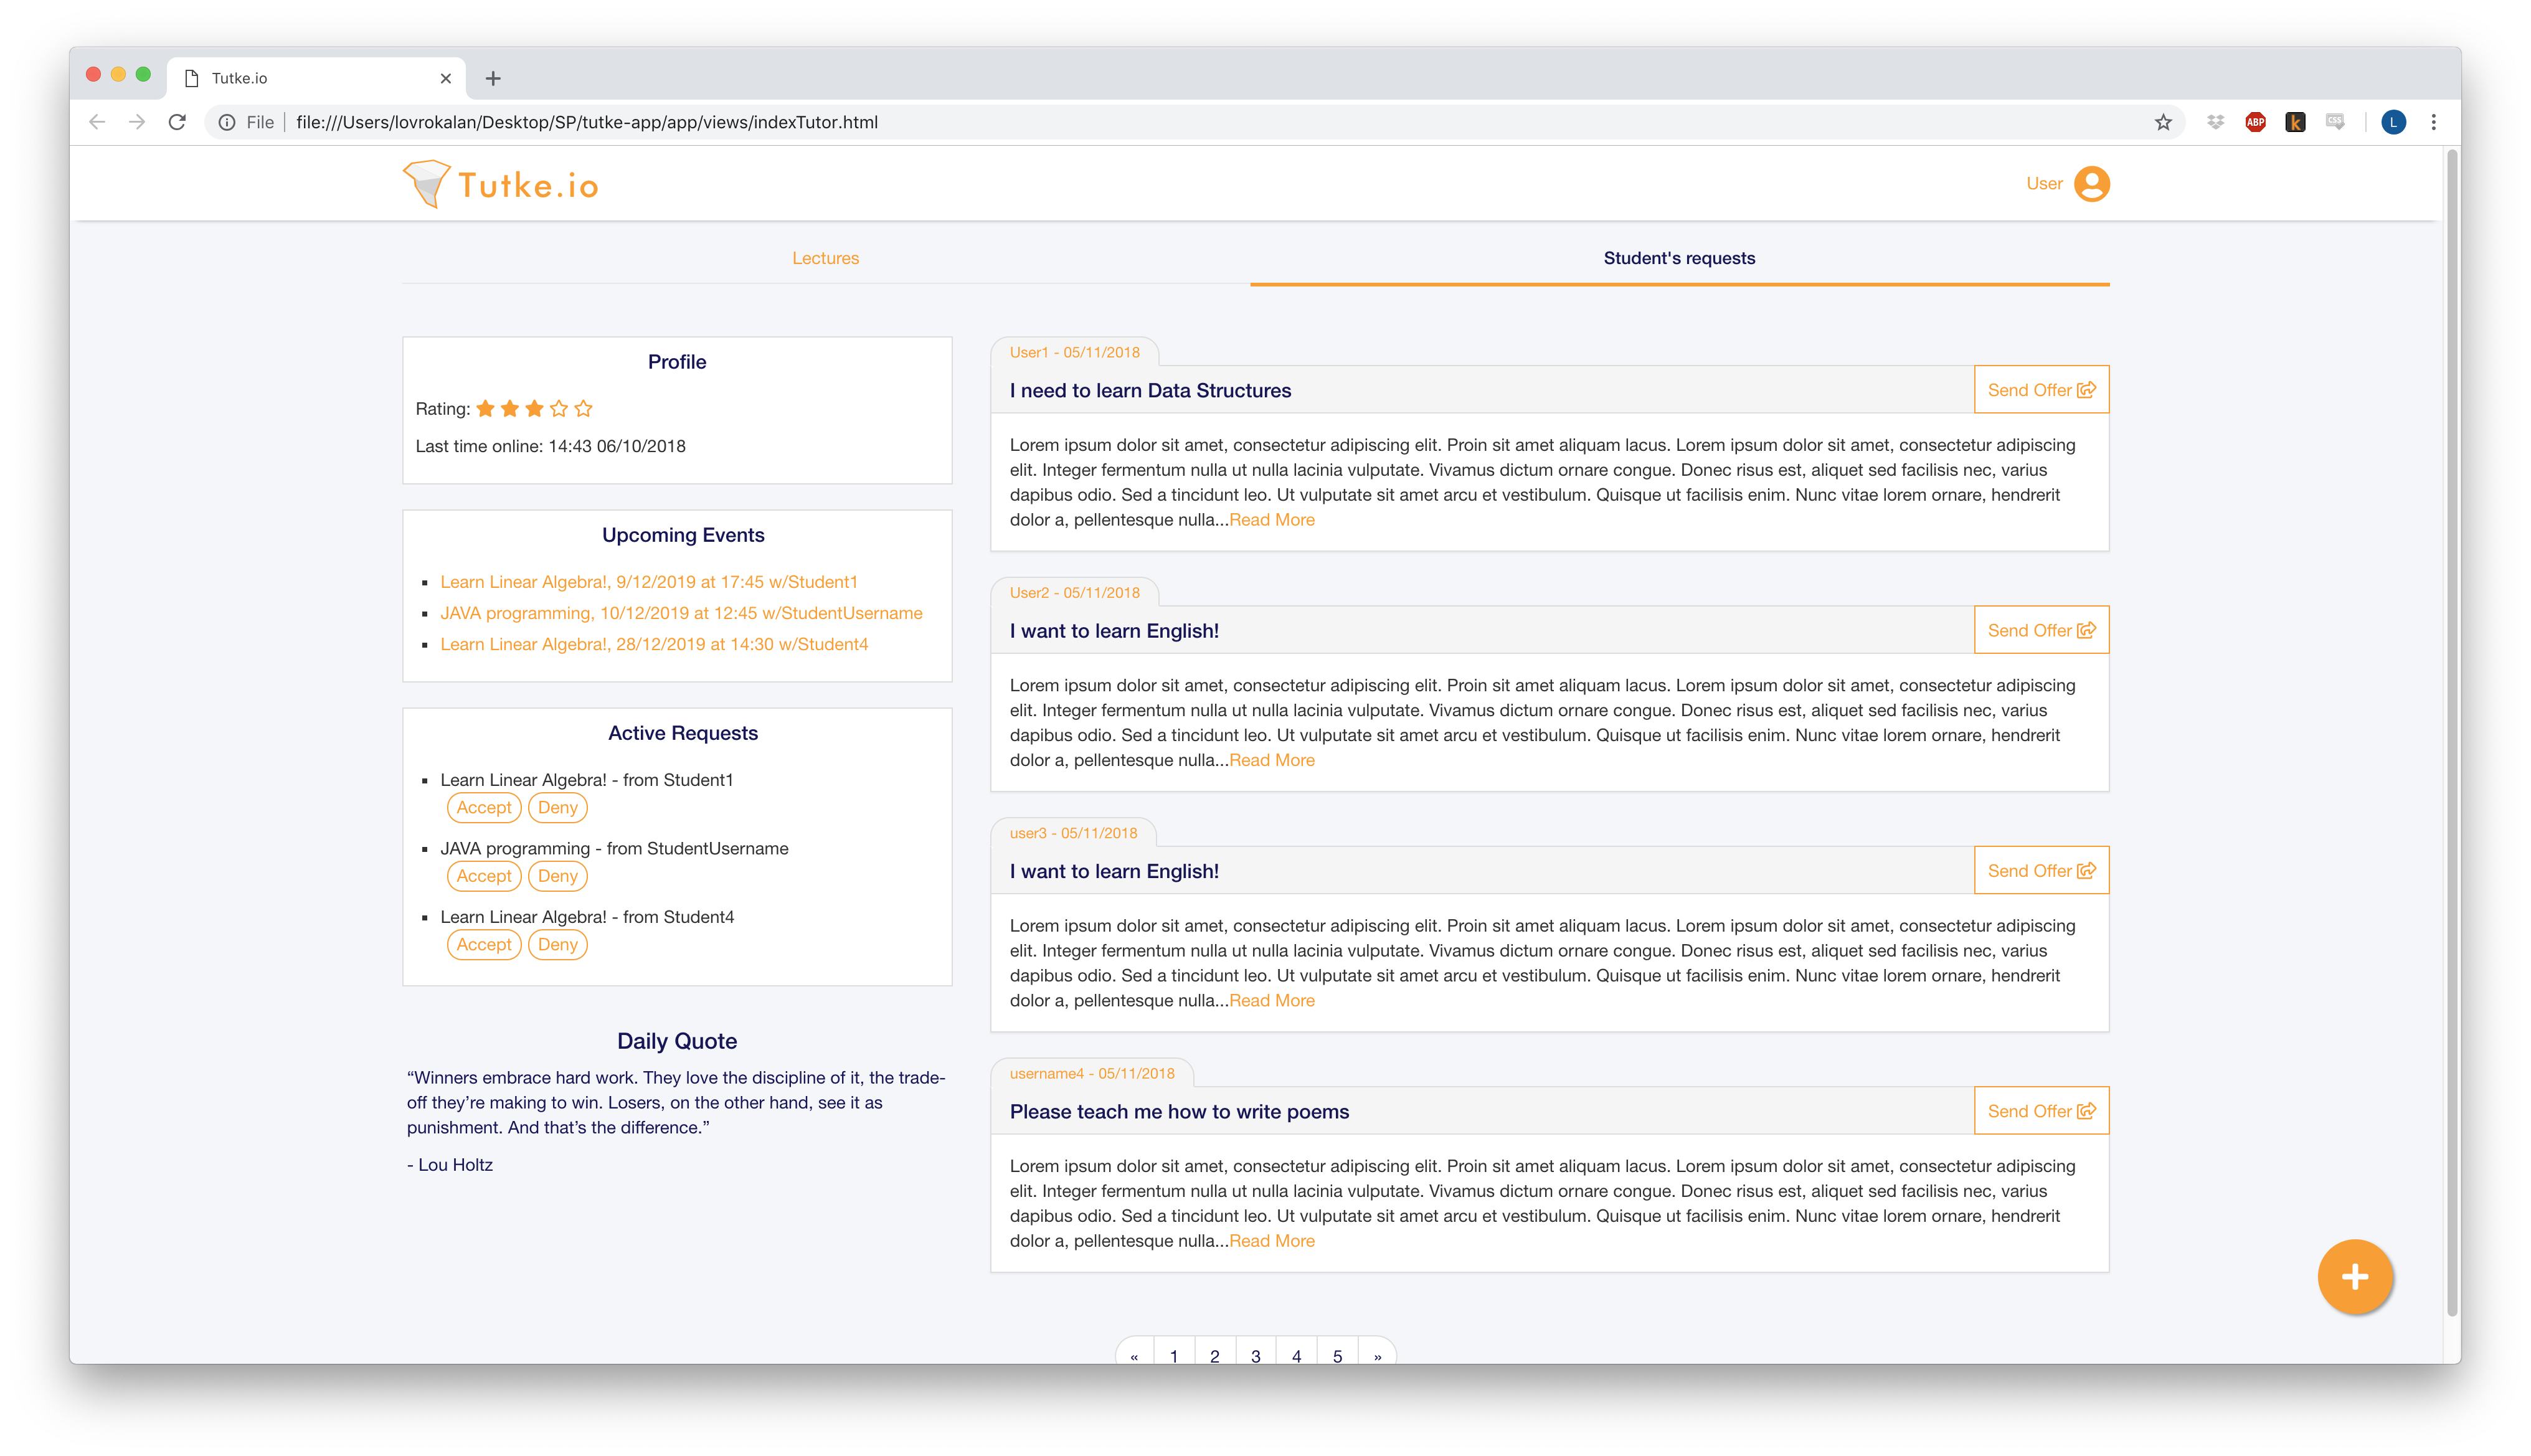 Tutke.io
File file:///Users/lovrokalan/Desktop/SP/tutke-app/app/views/indexTutor.html
ABP
k
CSS
L
Tutke.io
User
Lectures
Student's requests
Profile
Rating:
Last time online: 14:43 06/10/2018
Upcoming Events
Learn Linear Algebra!, 9/12/2019 at 17:45 w/Student1
JAVA programming, 10/12/2019 at 12:45 w/StudentUsername
Learn Linear Algebra!, 28/12/2019 at 14:30 w/Student4
Active Requests
Learn Linear Algebra! - from Student1
Accept Deny
JAVA programming - from StudentUsername
Accept Deny
Learn Linear Algebra! - from Student4
Accept Deny
Daily Quote
“Winners embrace hard work. They love the discipline of it, the trade-
off they’re making to win. Losers, on the other hand, see it as
punishment. And that’s the difference.”
- Lou Holtz
User1 - 05/11/2018
I need to learn Data Structures
Send Offer
Lorem ipsum dolor sit amet, consectetur adipiscing elit. Proin sit amet aliquam lacus. Lorem ipsum dolor sit amet, consectetur adipiscing
elit. Integer fermentum nulla ut nulla lacinia vulputate. Vivamus dictum ornare congue. Donec risus est, aliquet sed facilisis nec, varius
dapibus odio. Sed a tincidunt leo. Ut vulputate sit amet arcu et vestibulum. Quisque ut facilisis enim. Nunc vitae lorem ornare, hendrerit
dolor a, pellentesque nulla...Read More
User2 - 05/11/2018
I want to learn English!
Send Offer
Lorem ipsum dolor sit amet, consectetur adipiscing elit. Proin sit amet aliquam lacus. Lorem ipsum dolor sit amet, consectetur adipiscing
elit. Integer fermentum nulla ut nulla lacinia vulputate. Vivamus dictum ornare congue. Donec risus est, aliquet sed facilisis nec, varius
dapibus odio. Sed a tincidunt leo. Ut vulputate sit amet arcu et vestibulum. Quisque ut facilisis enim. Nunc vitae lorem ornare, hendrerit
dolor a, pellentesque nulla...Read More
user3 - 05/11/2018
I want to learn English!
Send Offer
Lorem ipsum dolor sit amet, consectetur adipiscing elit. Proin sit amet aliquam lacus. Lorem ipsum dolor sit amet, consectetur adipiscing
elit. Integer fermentum nulla ut nulla lacinia vulputate. Vivamus dictum ornare congue. Donec risus est, aliquet sed facilisis nec, varius
dapibus odio. Sed a tincidunt leo. Ut vulputate sit amet arcu et vestibulum. Quisque ut facilisis enim. Nunc vitae lorem ornare, hendrerit
dolor a, pellentesque nulla...Read More
username4 - 05/11/2018
Please teach me how to write poems
Send Offer
Lorem ipsum dolor sit amet, consectetur adipiscing elit. Proin sit amet aliquam lacus. Lorem ipsum dolor sit amet, consectetur adipiscing
elit. Integer fermentum nulla ut nulla lacinia vulputate. Vivamus dictum ornare congue. Donec risus est, aliquet sed facilisis nec, varius
dapibus odio. Sed a tincidunt leo. Ut vulputate sit amet arcu et vestibulum. Quisque ut facilisis enim. Nunc vitae lorem ornare, hendrerit
dolor a, pellentesque nulla...Read More
« 1 2 3 4 5 »